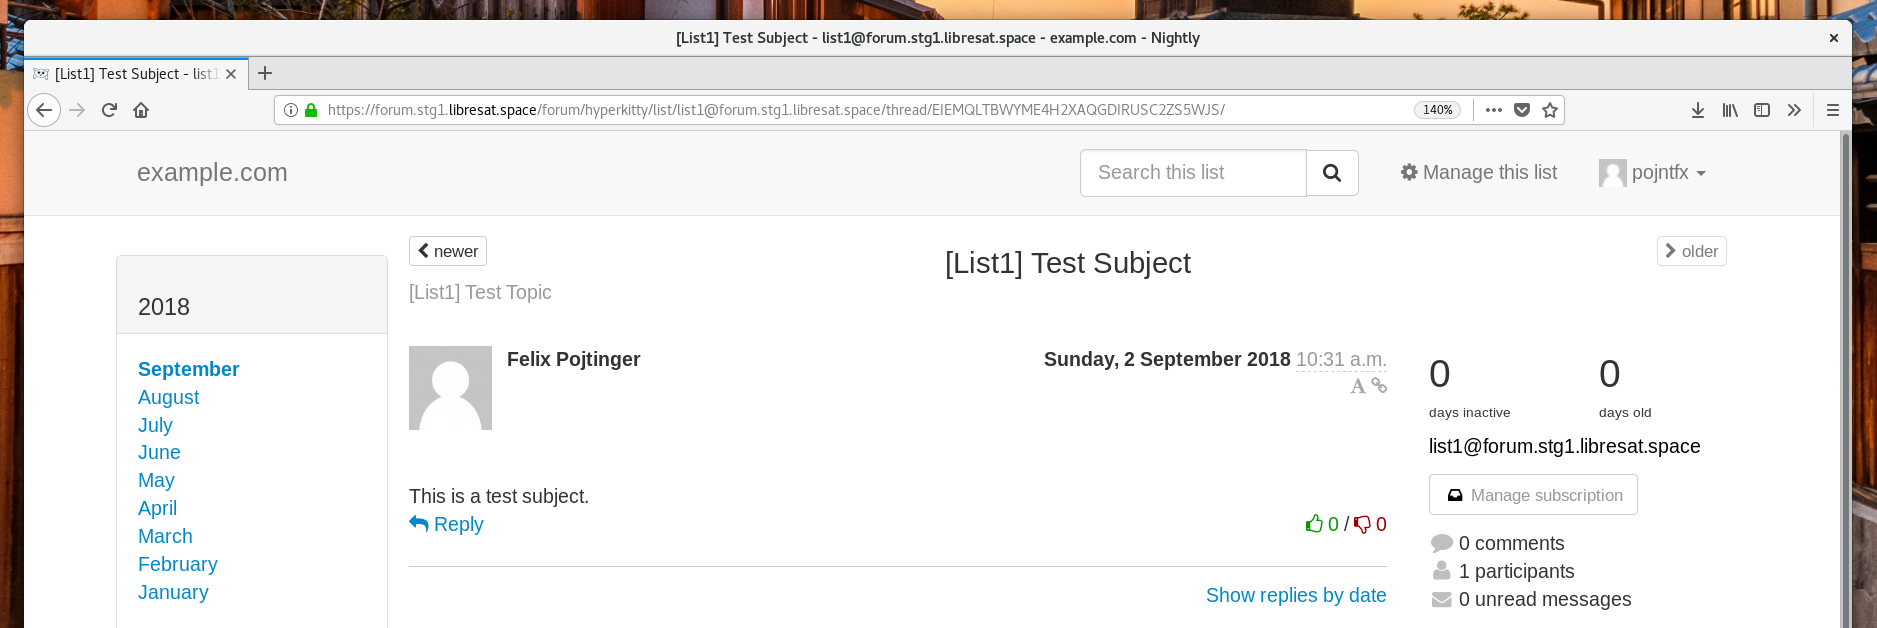 [List1] Test Subject - list1@forum.stg1.libresat.space - example.com - Nightly
[List1] Test Subject - list1
https://forum.stg1.libresat.space/forum/hyperkitty/list/list1@forum.stg1.libresat.space/thread/EIEMQLTBWYME4H2XAQGDIRUSC2ZS5WJS/ 140%
example.com
Search this list
Manage this list
pojntfx
newer
[List1] Test Subject
older
[List1] Test Topic
2018
September
August
July
June
May
April
March
February
January
Felix Pojtinger
Sunday, 2 September 2018 10:31 a.m.
A
This is a test subject.
Reply
0 / 0
Show replies by date
0 0
days inactive days old
list1@forum.stg1.libresat.space
Manage subscription
0 comments
1 participants
0 unread messages